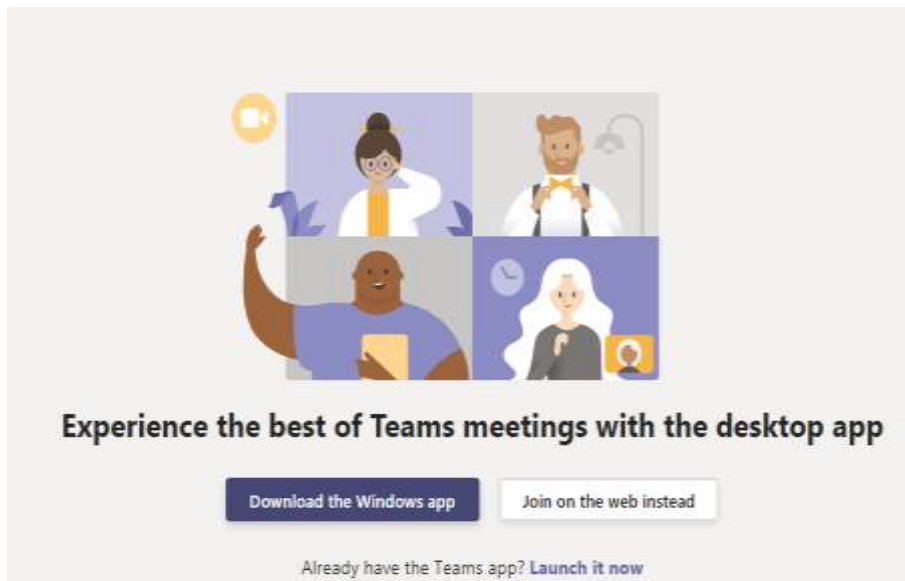 Experience the best of Teams meetings with the desktop app
Download the Windows app
Join on the web instead
Already have the Teams app? Launch it now